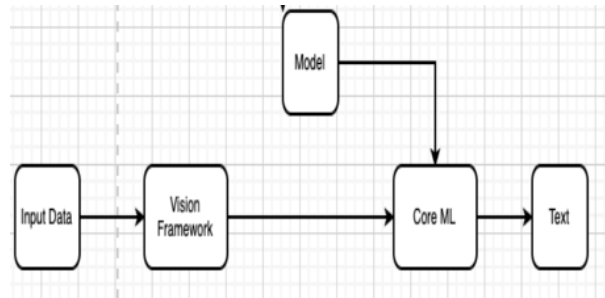 Model
Input Data
Vision
Framework
Core ML
Text